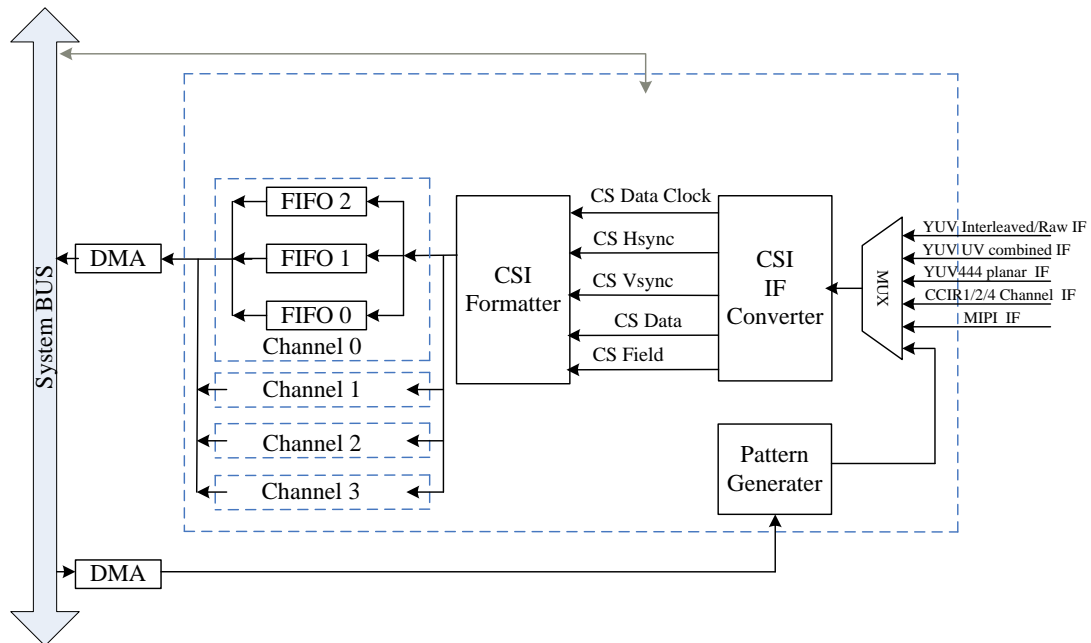 System BUS
DMA
FIFO 2
FIFO 1
FIFO 0
Channel 0
Channel 1
Channel 2
Channel 3
CSI
Formatter
CS Data Clock
CS Hsync
CS Vsync
CS Data
CS Field
CSI
IF
Converter
MUX
YUV Interleaved/Raw IF
YUV UV combined IF
YUV444 planar IF
CCIR1/2/4 Channel IF
MIPI IF
Pattern
Generater
DMA